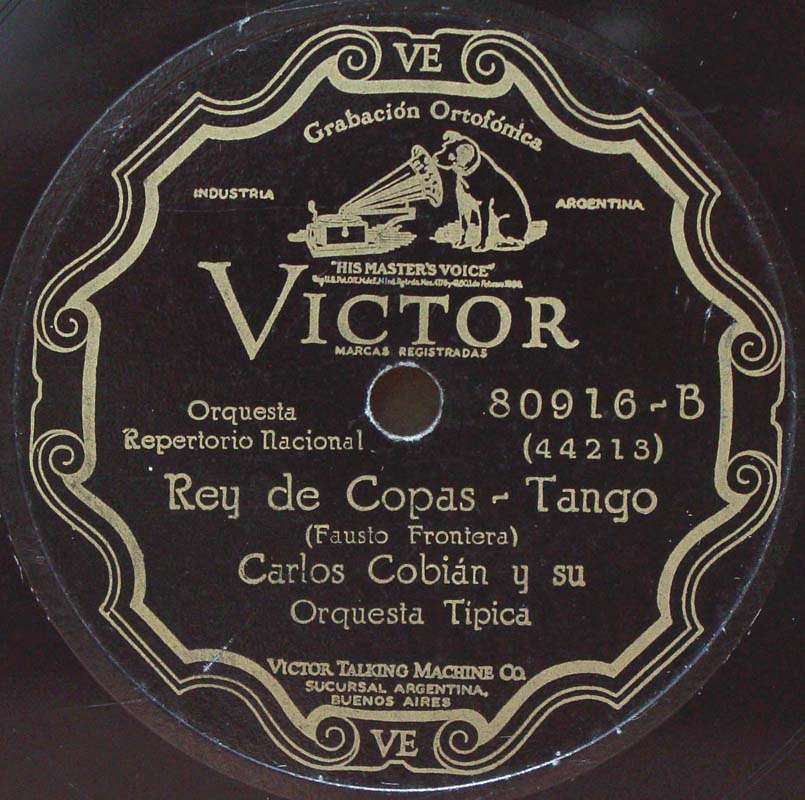 VE
Grabación Ortofónica
INDUSTRIA ARGENTINA
"HIS MASTER'S VOICE"
VICTOR
MARCAS REGISTRADAS
Orquesta
Repertorio Nacional
80916-B
(44213)
Rey de Copas - Tango
(Fausto Frontera)
Carlos Cobián y su
Orquesta Típica
VICTOR TALKING MACHINE CO.
SUCURSAL ARGENTINA,
BUENOS AIRES
VE